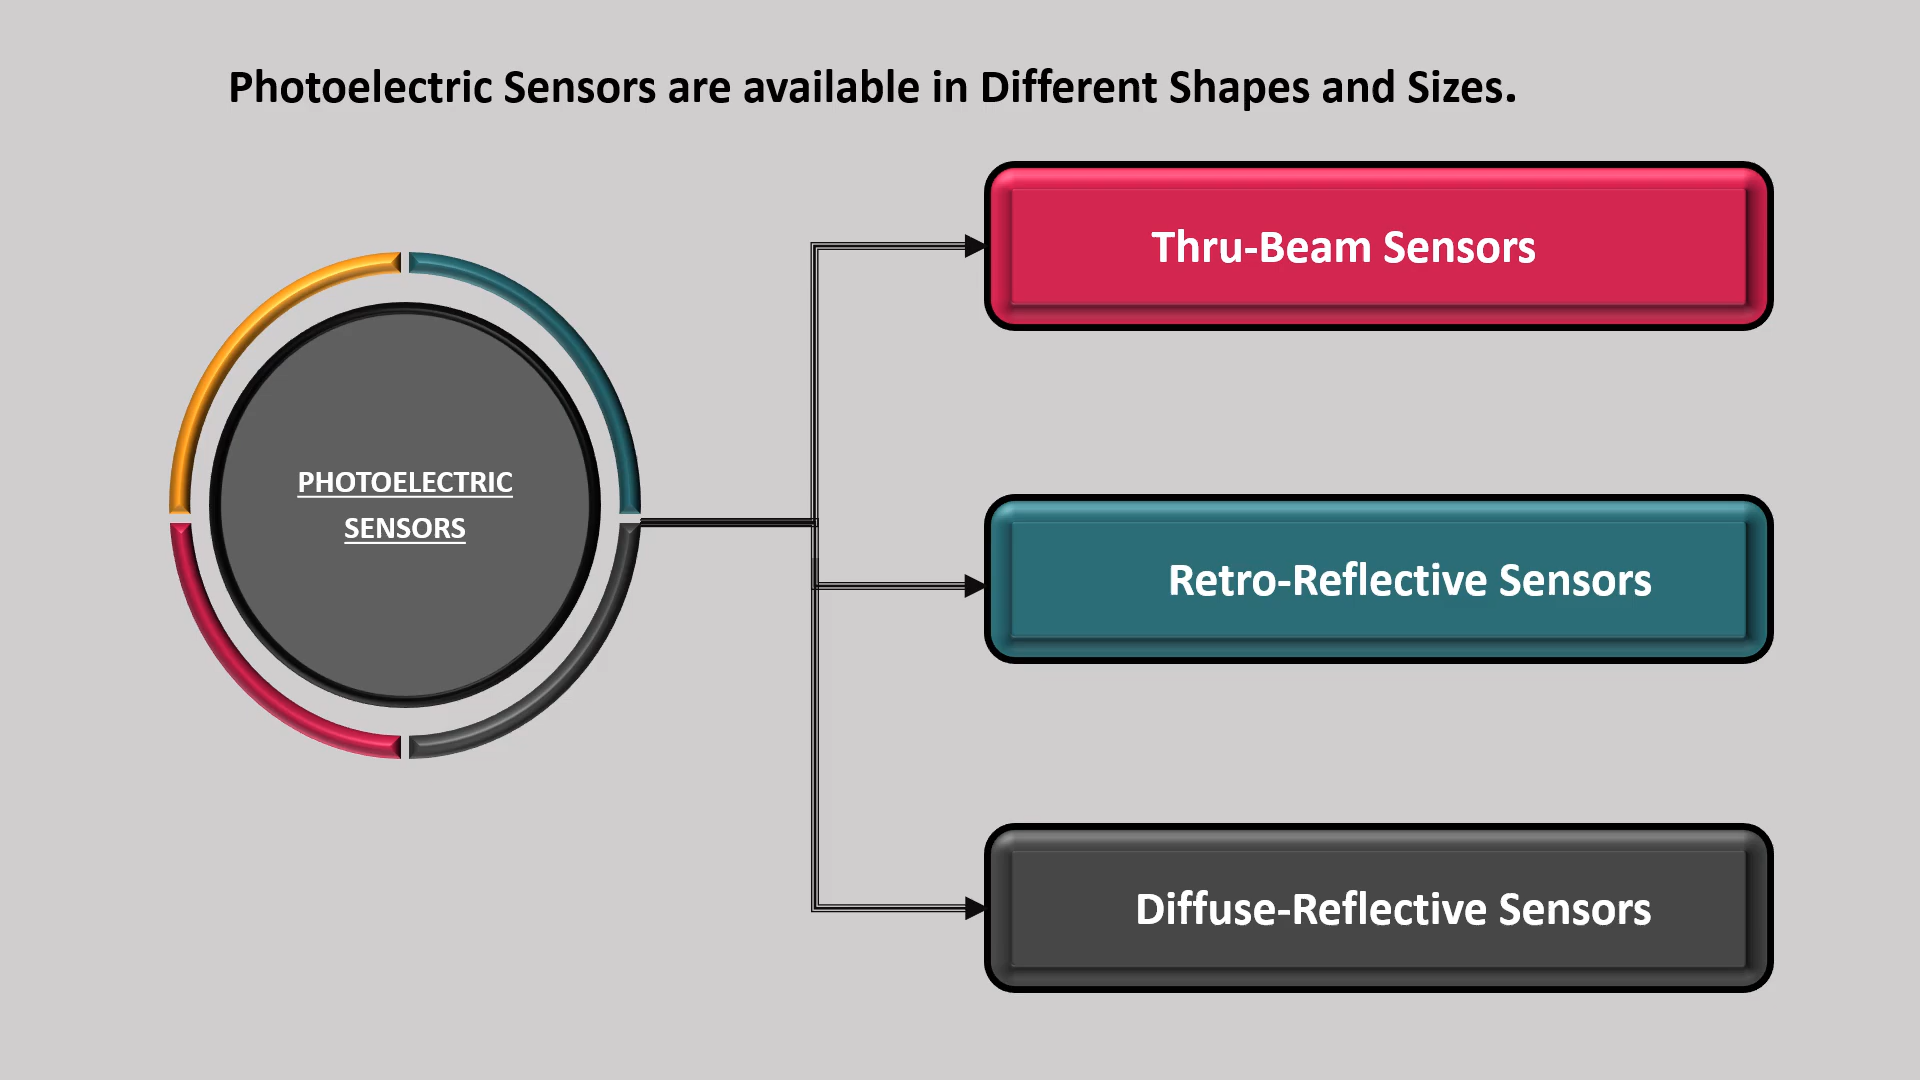 Photoelectric Sensors are available in Different Shapes and Sizes.
PHOTOELECTRIC
SENSORS
Thru-Beam Sensors
Retro-Reflective Sensors
Diffuse-Reflective Sensors